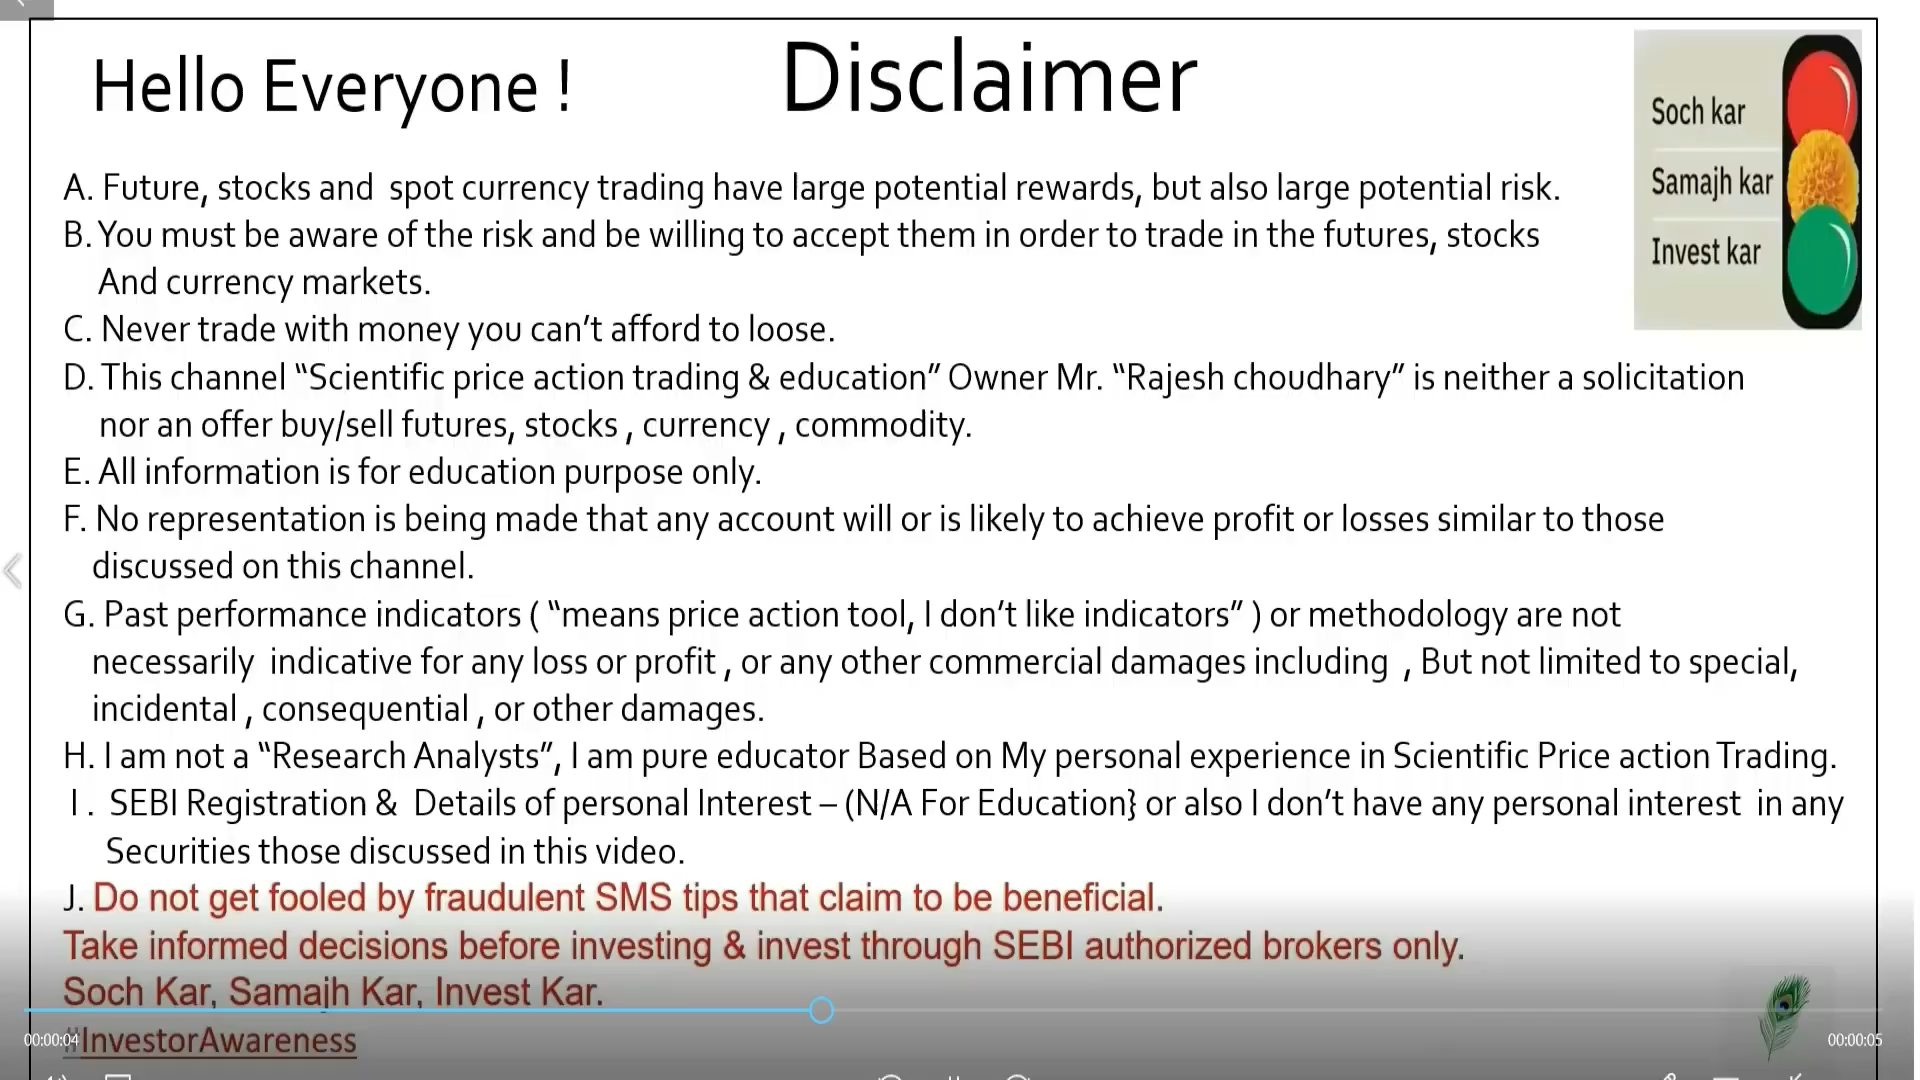 Hello Everyone !
Disclaimer
Soch kar
Samajh kar
Invest kar
A. Future, stocks and spot currency trading have large potential rewards, but also large potential risk.
B. You must be aware of the risk and be willing to accept them in order to trade in the futures, stocks
And currency markets.
C. Never trade with money you can’t afford to loose.
D. This channel “Scientific price action trading & education” Owner Mr. “Rajesh choudhary” is neither a solicitation
nor an offer buy/sell futures, stocks , currency , commodity.
E. All information is for education purpose only.
F. No representation is being made that any account will or is likely to achieve profit or losses similar to those
discussed on this channel.
G. Past performance indicators ( “means price action tool, I don’t like indicators” ) or methodology are not
necessarily indicative for any loss or profit , or any other commercial damages including , But not limited to special,
incidental , consequential , or other damages.
H. I am not a “Research Analysts”, I am pure educator Based on My personal experience in Scientific Price action Trading.
I . SEBI Registration & Details of personal Interest – (N/A For Education} or also I don’t have any personal interest in any
Securities those discussed in this video.
J. Do not get fooled by fraudulent SMS tips that claim to be beneficial.
Take informed decisions before investing & invest through SEBI authorized brokers only.
Soch Kar, Samajh Kar, Invest Kar.
#InvestorAwareness
00:00:04
00:00:05